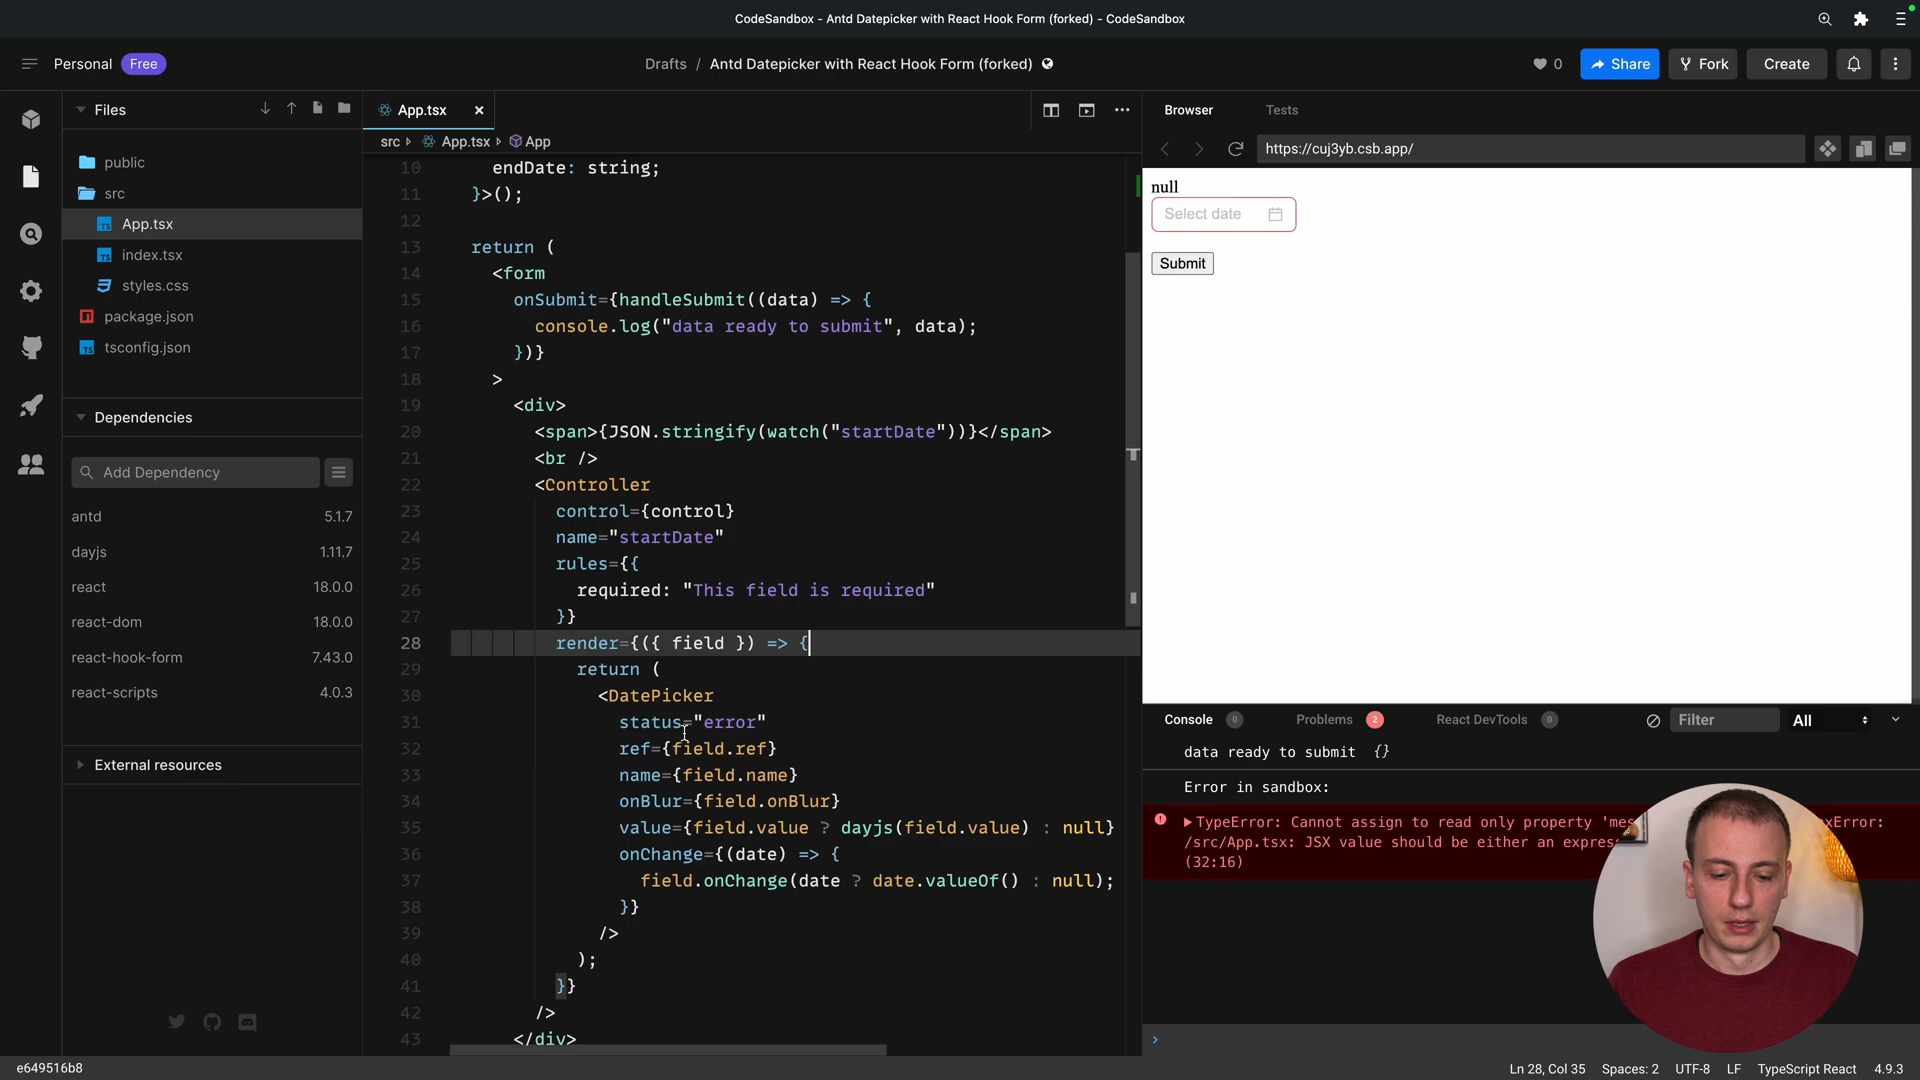 CodeSandbox - Antd Datepicker with React Hook Form (forked) - CodeSandbox
Personal Free
Drafts / Antd Datepicker with React Hook Form (forked)
0 Share Fork Create
Files
public
src
App.tsx
index.tsx
styles.css
package.json
tsconfig.json
Dependencies
Add Dependency
antd 5.1.7
dayjs 1.11.7
react 18.0.0
react-dom 18.0.0
react-hook-form 7.43.0
react-scripts 4.0.3
External resources
App.tsx
src App.tsx App
10 endDate: string;
11 }>();
12
13 return (
14 <form
15 onSubmit={handleSubmit((data) => {
16 console.log("data ready to submit", data);
17 })}
18 >
19 <div>
20 <span>{JSON.stringify(watch("startDate"))}</span>
21 <br />
22 <Controller
23 control={control}
24 name="startDate"
25 rules={{
26 required: "This field is required"
27 }}
28 render={({ field }) => {
29 return (
30 <DatePicker
31 status="error"
32 ref={field.ref}
33 name={field.name}
34 onBlur={field.onBlur}
35 value={field.value ? dayjs(field.value) : null}
36 onChange={(date) => {
37 field.onChange(date ? date.valueOf() : null);
38 }}
39 />
40 );
41 }}
42 />
43 </div>
Browser Tests
https://cuj3yb.csb.app/
null
Select date
Submit
Console 0 Problems 2 React DevTools 0 Filter All
data ready to submit {}
Error in sandbox:
TypeError: Cannot assign to read only property
/src/App.tsx: JSX value should be either an
(32:16)
e649516b8
Ln 28, Col 35 Spaces: 2 UTF-8 LF TypeScript React 4.9.3